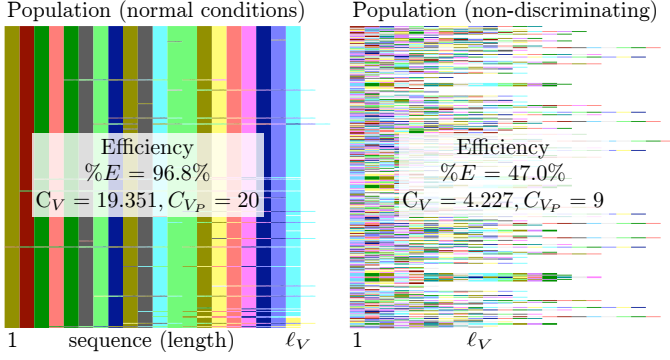 Population (normal conditions)
Efficiency
%E = 96.8%
C_V = 19.351, C_{V_P} = 20
1 sequence (length) ℓ_V
Population (non-discriminating)
Efficiency
%E = 47.0%
C_V = 4.227, C_{V_P} = 9
1 ℓ_V